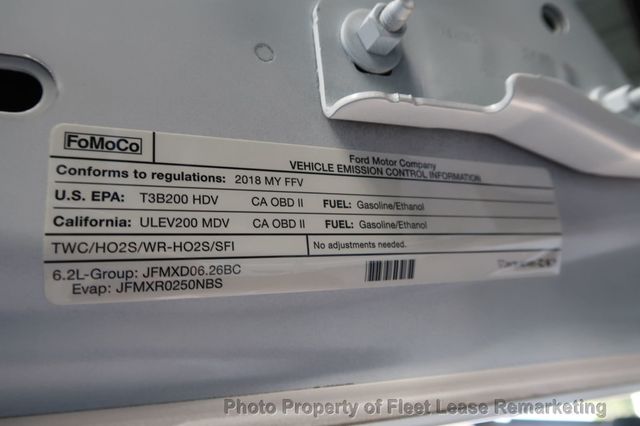 FoMoCo
Ford Motor Company
VEHICLE EMISSION CONTROL INFORMATION
Conforms to regulations: 2018 MY FFV
U.S. EPA: T3B200 HDV CA OBD II FUEL: Gasoline/Ethanol
California: ULEV200 MDV CA OBD II FUEL: Gasoline/Ethanol
TWC/HO2S/WR-HO2S/SFI No adjustments needed.
6.2L-Group: JFMXD06.26BC
Evap: JFMXR0250NBS
Photo Property of Fleet Lease Remarketing